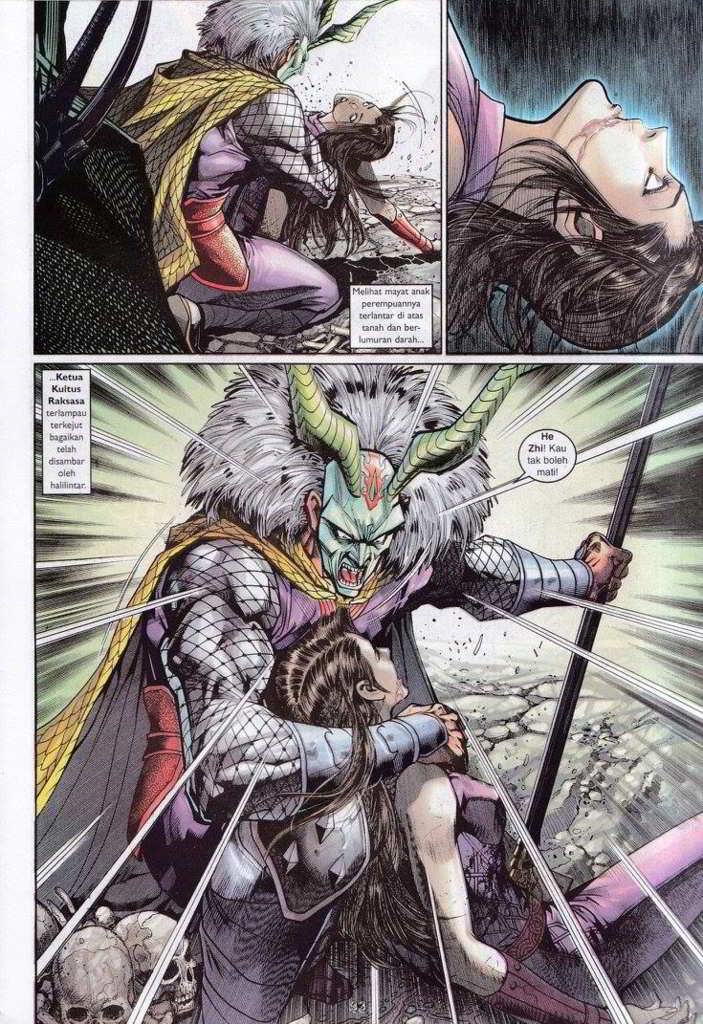 Melihat mayat anak
perempuannya
terlantar di atas
tanah dan ber-
lumuran darah...
...Ketua
Kultus
Raksasa
terlampau
terkejut
bagaikan
telah
disambar
oleh
halilintar.
He
Zhi! Kau
tak boleh
mati!